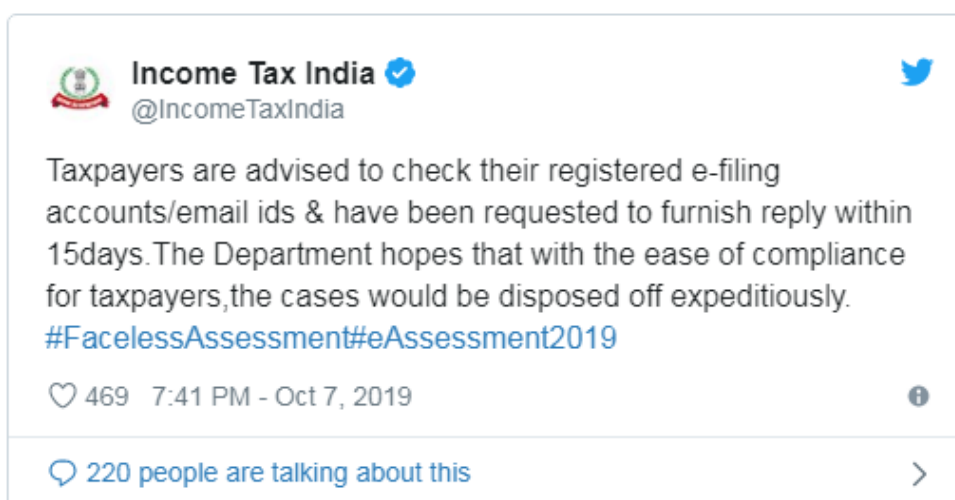 Income Tax India
@IncomeTaxIndia
Taxpayers are advised to check their registered e-filing
accounts/email ids & have been requested to furnish reply within
15days.The Department hopes that with the ease of compliance
for taxpayers,the cases would be disposed off expeditiously.
#FacelessAssessment#eAssessment2019
469 7:41 PM - Oct 7, 2019
220 people are talking about this